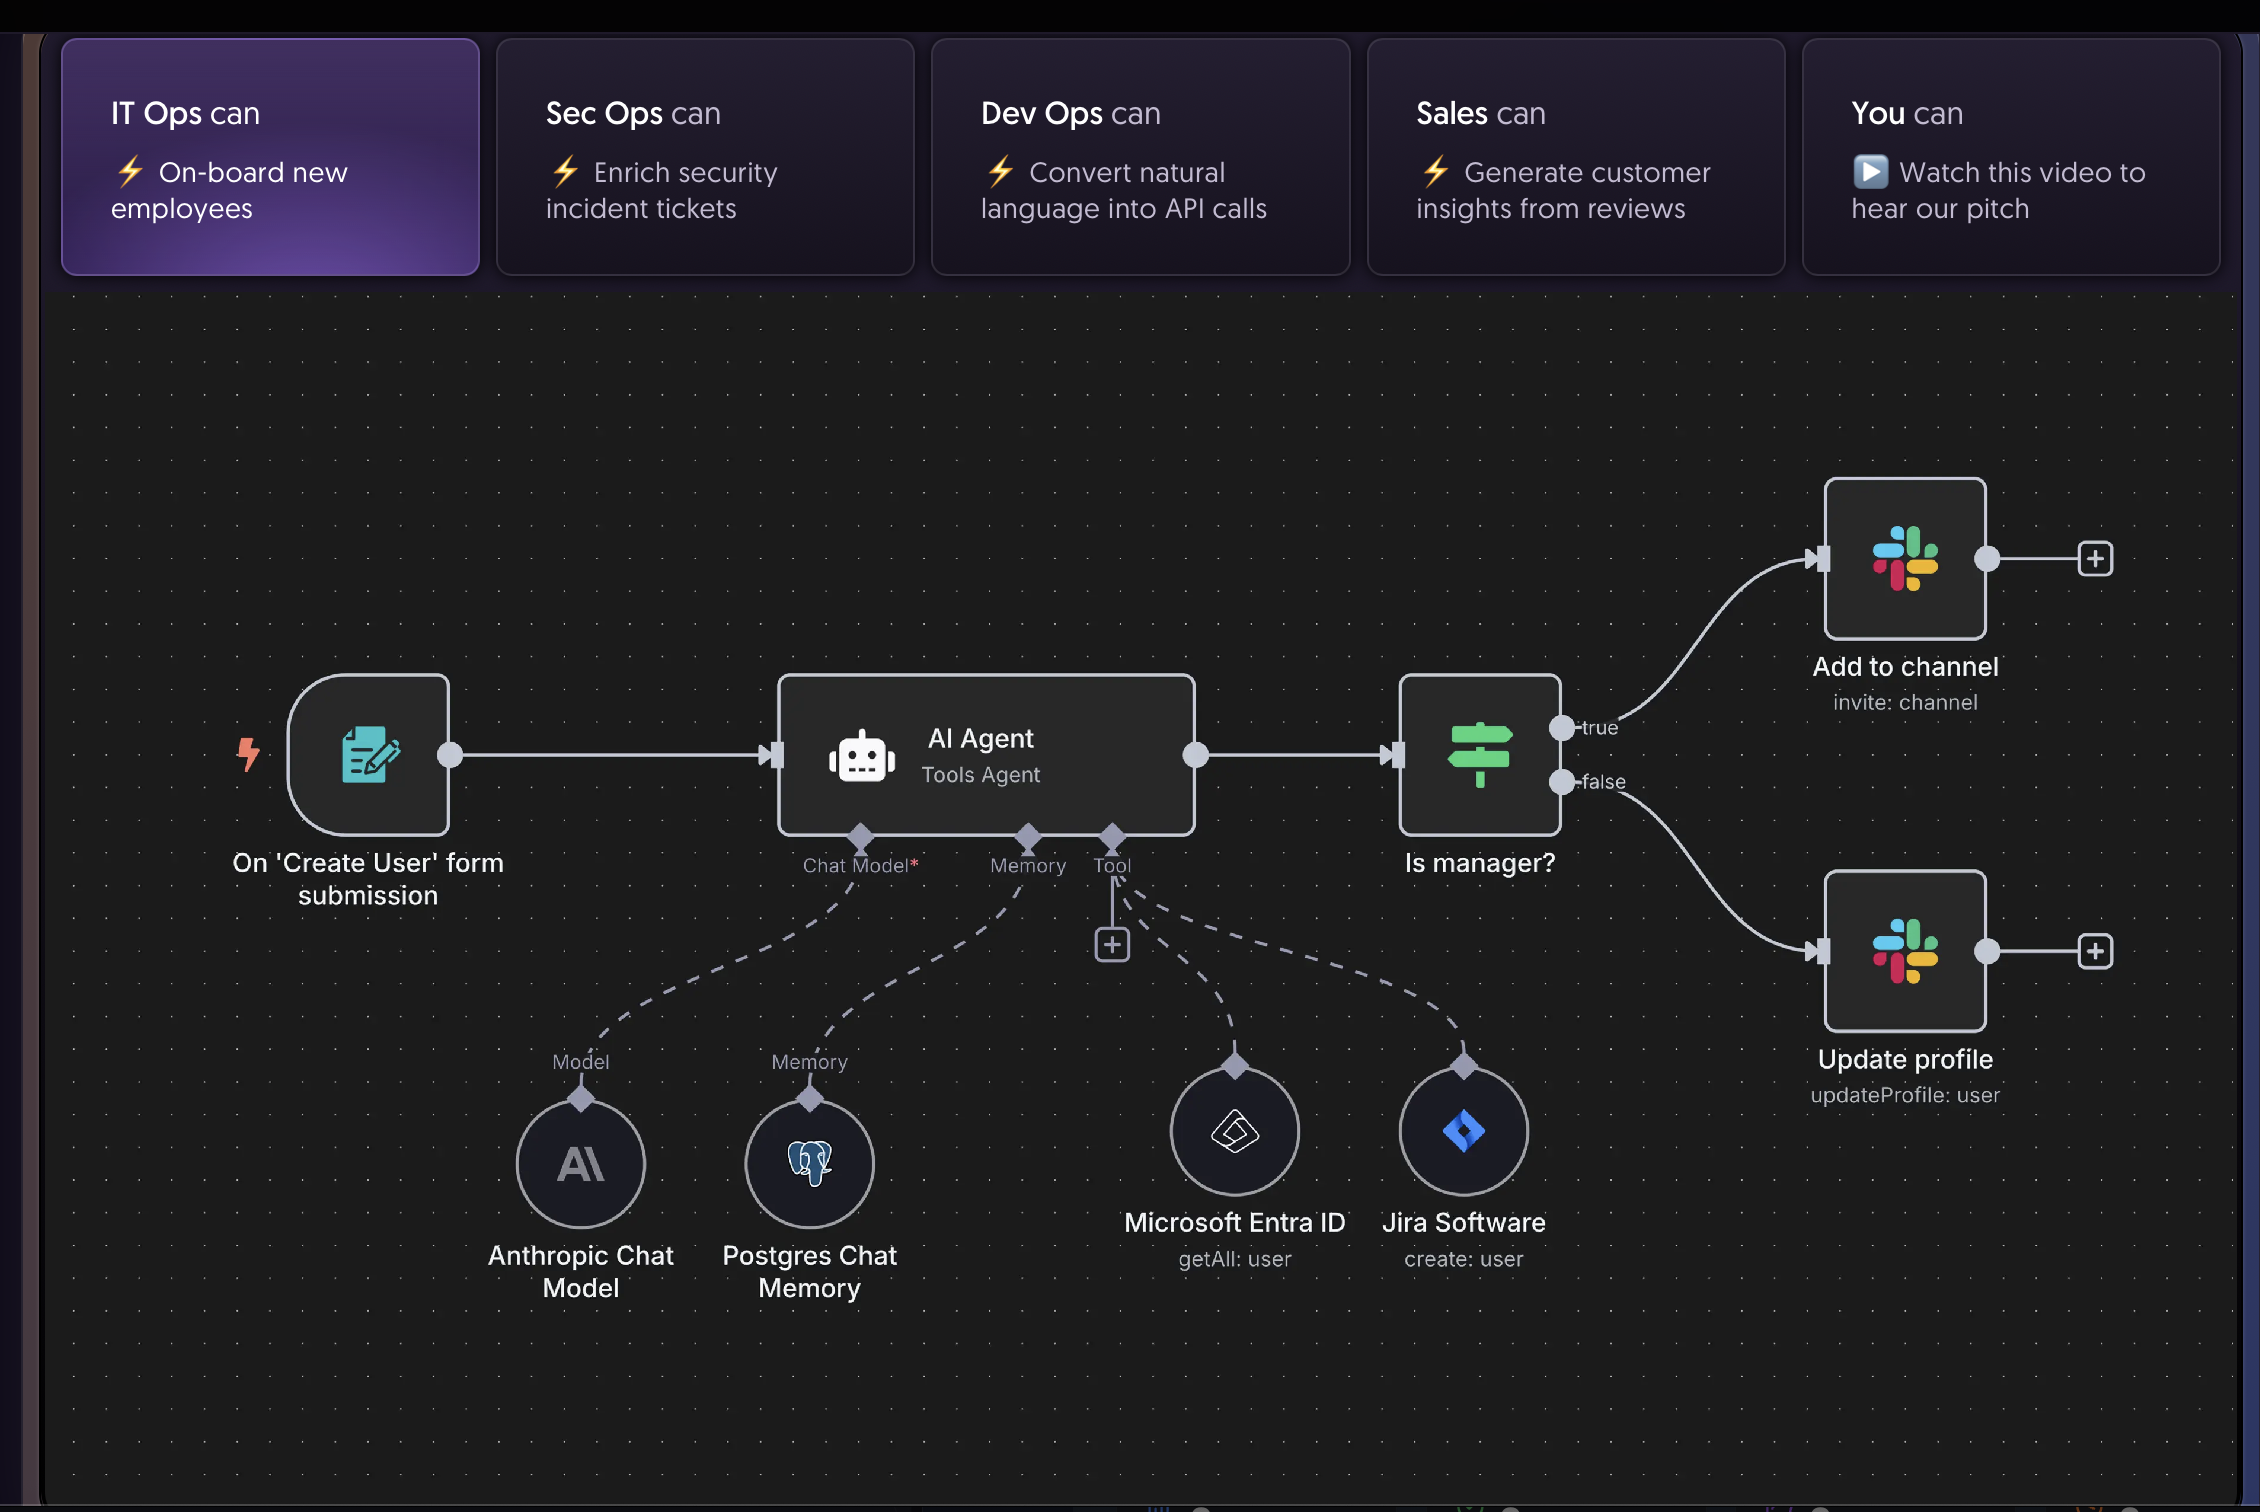 IT Ops can
⚡ On-board new
employees
Sec Ops can
⚡ Enrich security
incident tickets
Dev Ops can
⚡ Convert natural
language into API calls
Sales can
⚡ Generate customer
insights from reviews
You can
▶️ Watch this video to
hear our pitch
On 'Create User' form
submission
AI Agent
Tools Agent
Chat Model*
Memory
Tool
Model
Anthropic Chat
Model
Memory
Postgres Chat
Memory
Microsoft Entra ID
getAll: user
Jira Software
create: user
Is manager?
true
false
Add to channel
invite: channel
Update profile
updateProfile: user